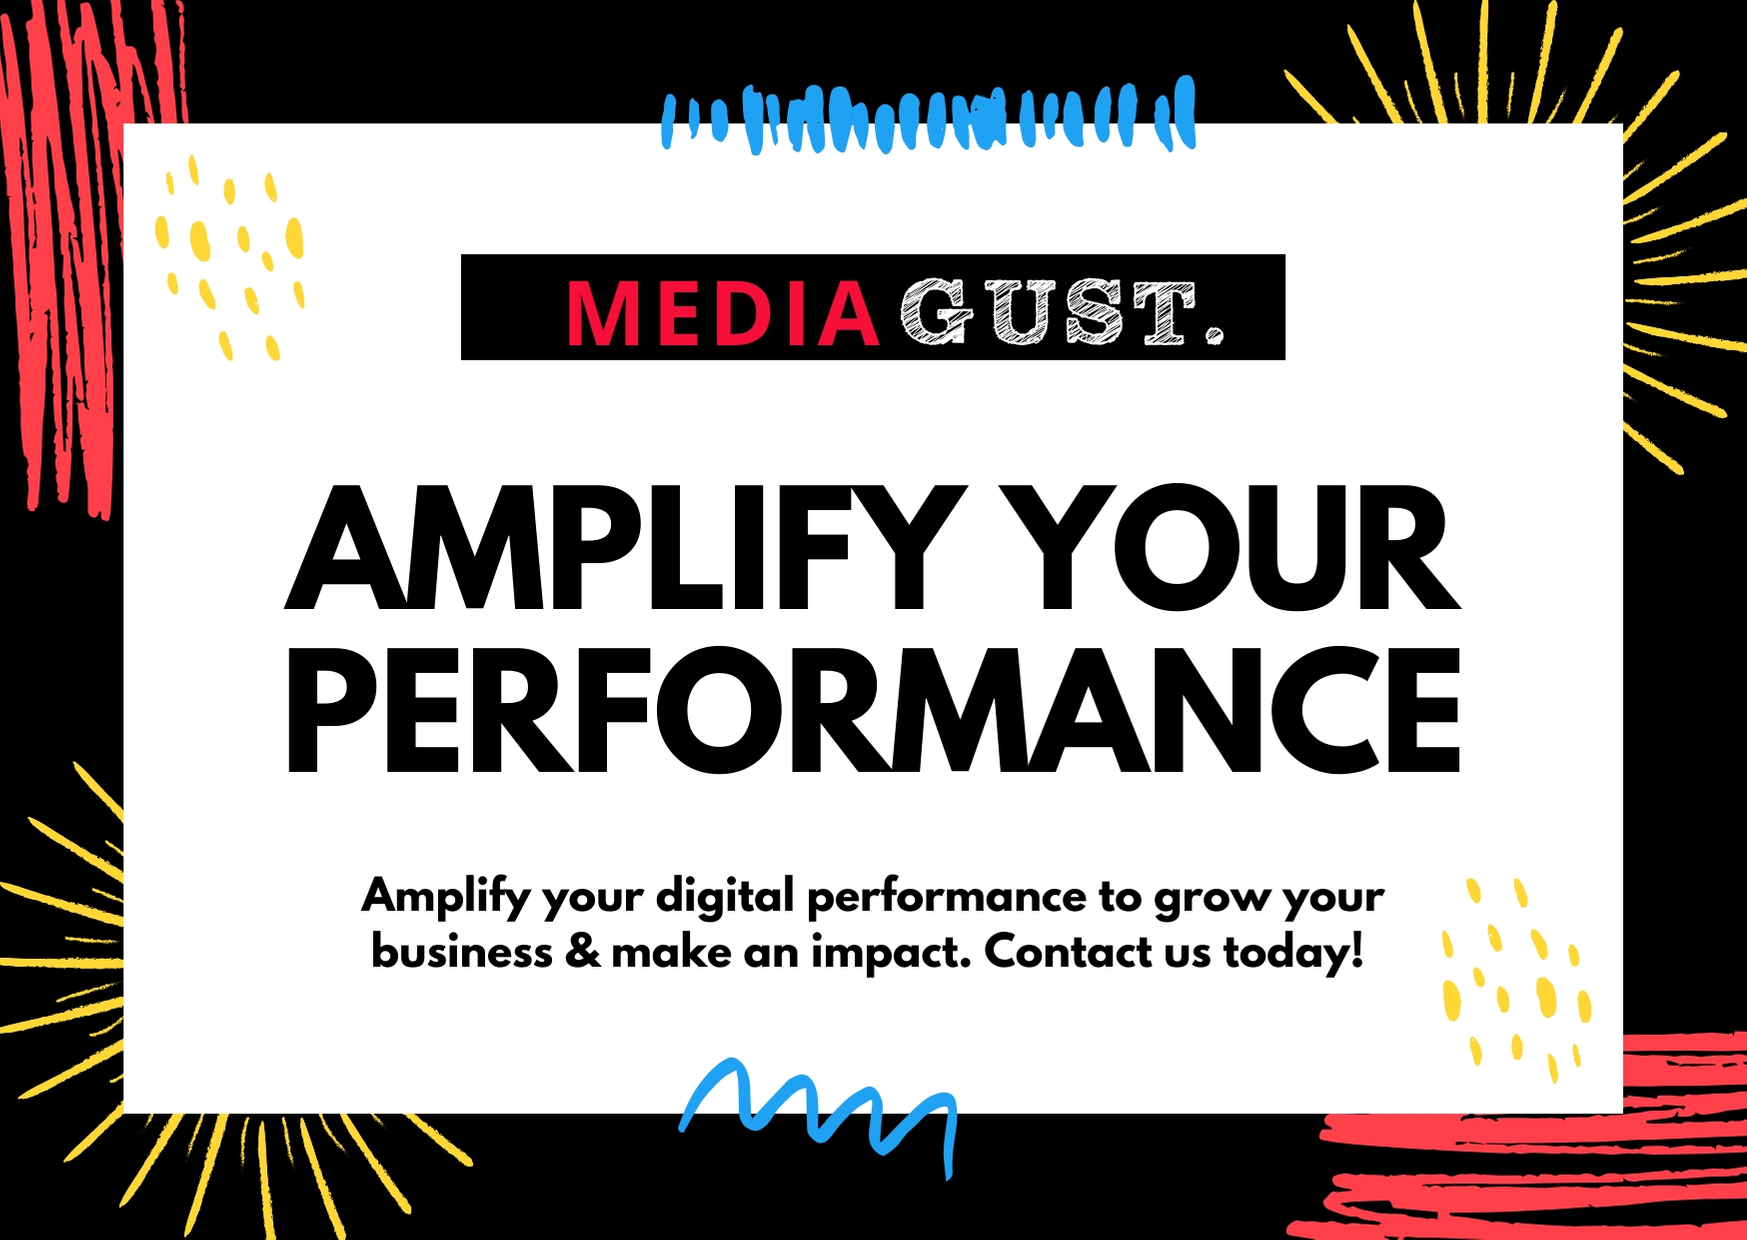 MEDIA GUST.
AMPLIFY YOUR
PERFORMANCE
Amplify your digital performance to grow your
business & make an impact. Contact us today!